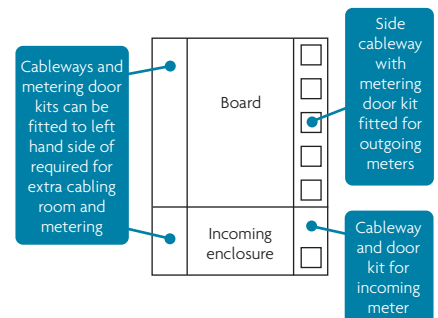 Cableways and
metering door
kits can be
fitted to left
hand side of
required for
extra cabling
room and
metering
Board
Incoming
enclosure
Side
cableway
with
metering
door kit
fitted for
outgoing
meters
Cableway
and door
kit for
incoming
meter